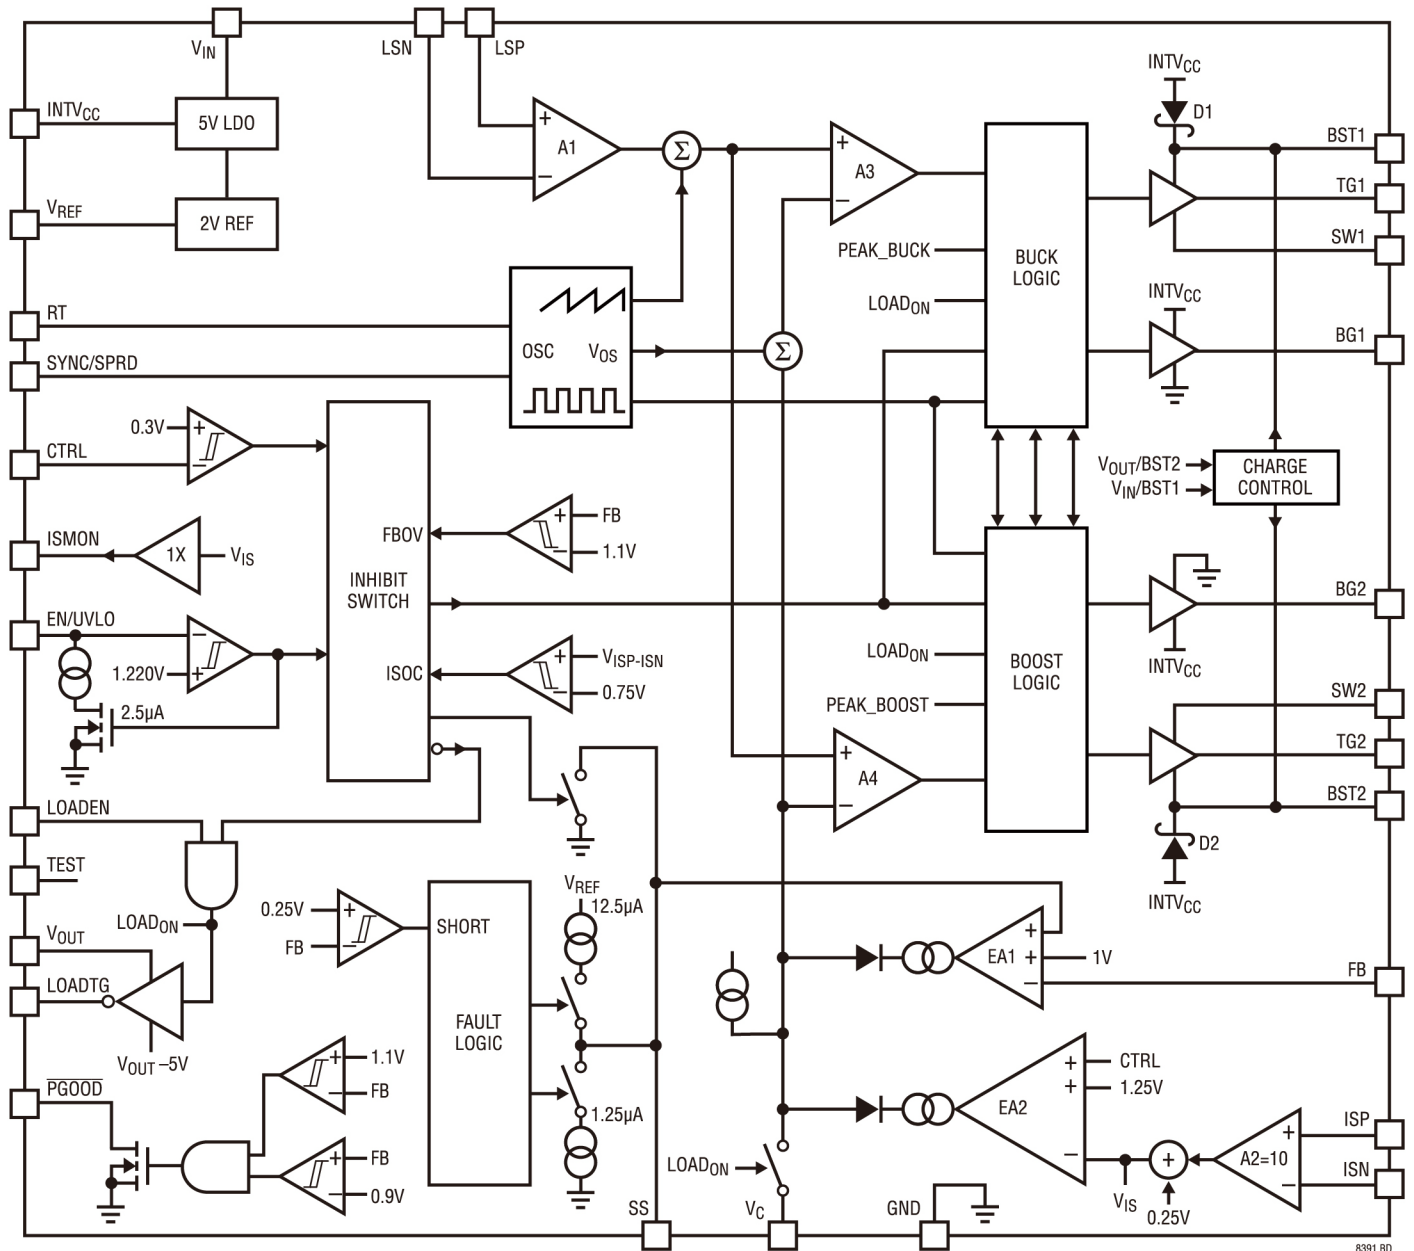 VIN
LSN
LSP
INTVCC
5V LDO
VREF
2V REF
A1
+
−
Σ
A3
+
−
PEAK_BUCK
LOADON
BUCK
LOGIC
INTVCC
D1
BST1
TG1
SW1
INTVCC
BG1
RT
SYNC/SPRD
OSC
VOS
Σ
0.3V
+
−
CTRL
ISMON
1X
VIS
EN/UVLO
−
1.220V
+
2.5µA
FBOV
INHIBIT
SWITCH
ISOC
+
FB
−
1.1V
+
VISP-ISN
−
0.75V
VOUT/BST2
VIN/BST1
CHARGE
CONTROL
LOADON
BOOST
LOGIC
PEAK_BOOST
+
A4
−
BG2
INTVCC
SW2
TG2
BST2
D2
INTVCC
LOADEN
TEST
LOADON
VOUT
LOADTG
VOUT –5V
PGOOD
0.25V
+
FB
−
SHORT
FAULT
LOGIC
VREF
12.5µA
1.25µA
+
1.1V
−
FB
+
FB
−
0.9V
EA1
+
+
1V
−
FB
EA2
+
CTRL
+
1.25V
−
VIS
+
0.25V
A2=10
+
−
ISP
ISN
LOADON
SS
VC
GND
8391 BD